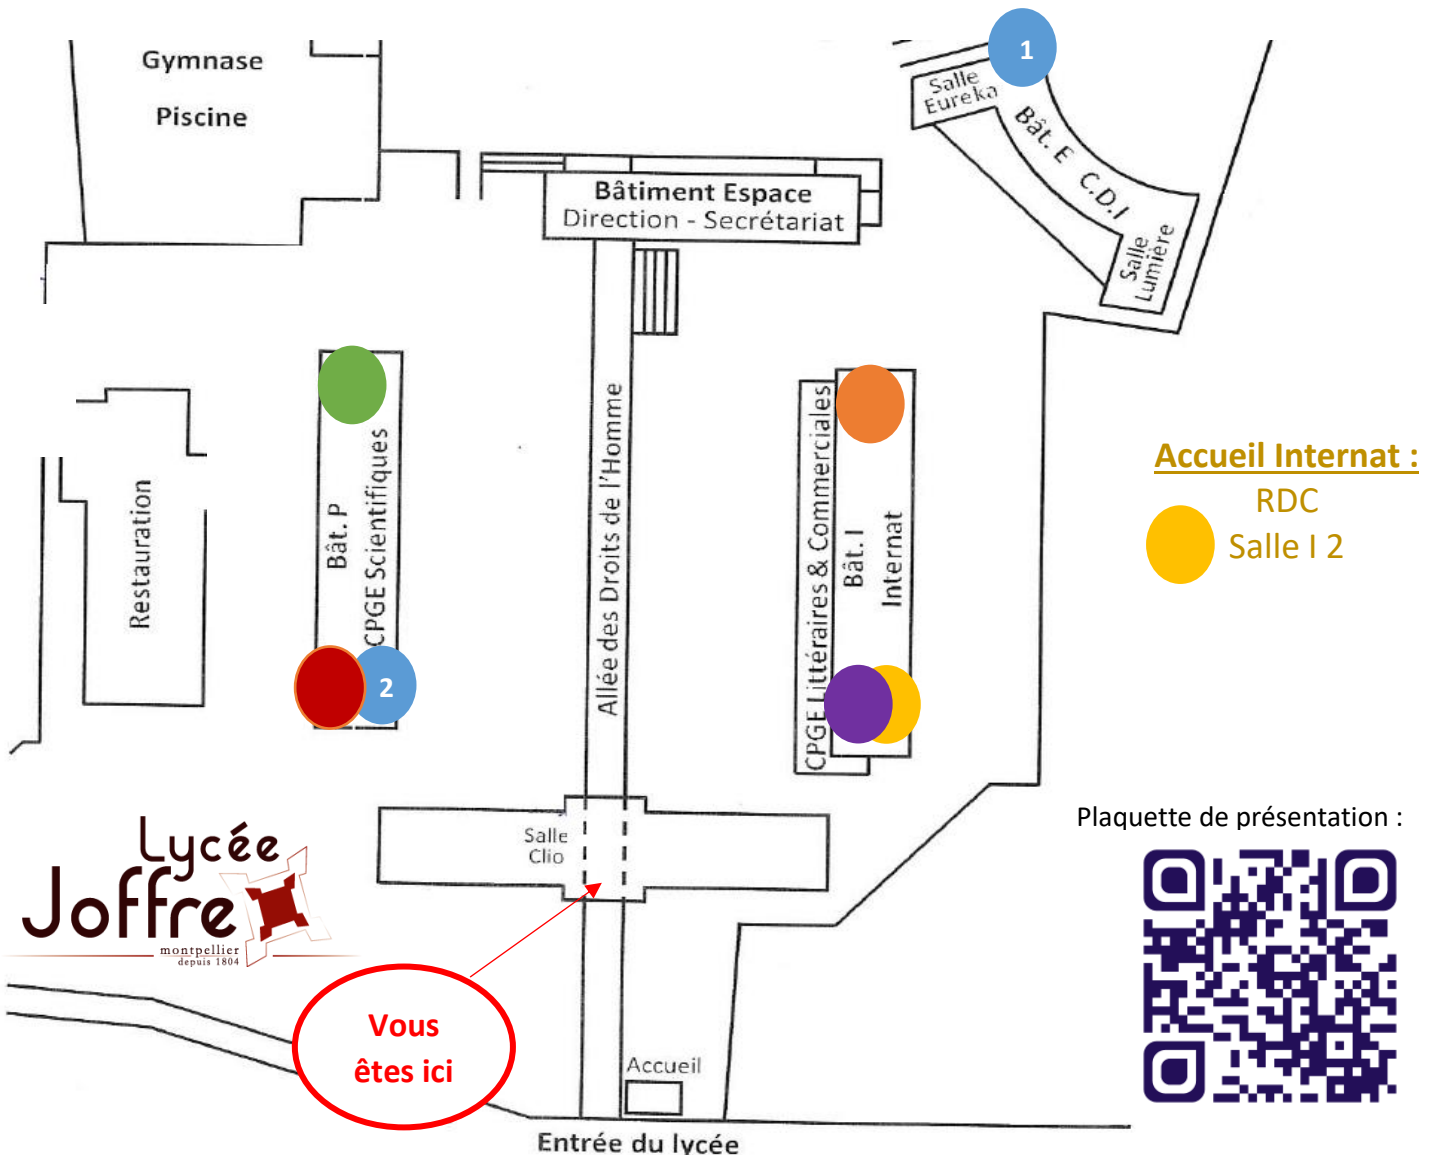 Gymnase
Piscine
1
Salle
Eureka
Bât. E C.D.I
Salle
Lumière
Bâtiment Espace
Direction - Secrétariat
Restauration
Bât. P
CPGE Scientifiques
2
Allée des Droits de l'Homme
CPGE Littéraires & Commerciales
Bât. I
Internat
Accueil Internat :
RDC
Salle I 2
Salle
Clio
Lycée
Joffre
montpellier
depuis 1804
Plaquette de présentation :
Vous
êtes ici
Accueil
Entrée du lycée